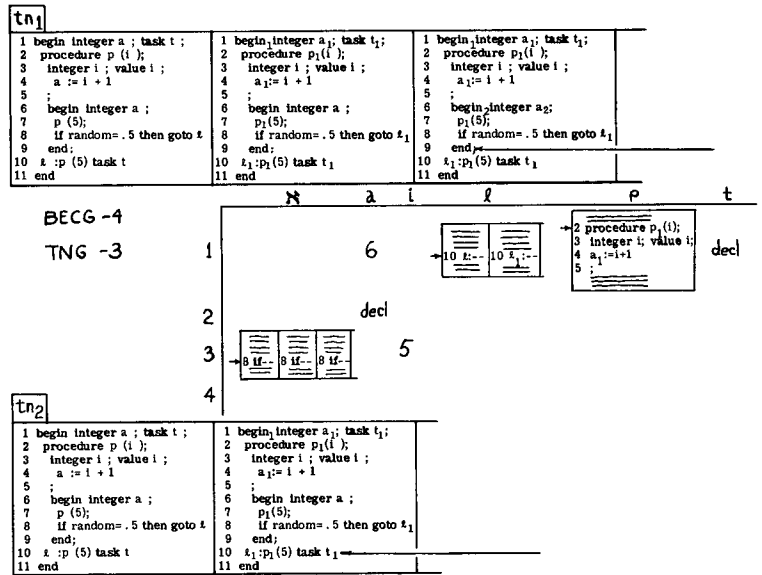 tn1
1 begin integer a ; task t ;
2 procedure p (i );
3 integer i ; value i ;
4 a := i + 1
5 ;
6 begin integer a ;
7 p (5);
8 if random= . 5 then goto ℓ
9 end;
10 ℓ :p (5) task t
11 end
1 begin1integer a1; task t1;
2 procedure p1(i );
3 integer i ; value i ;
4 a1:= i + 1
5 ;
6 begin integer a ;
7 p1(5);
8 if random= . 5 then goto ℓ1
9 end;
10 ℓ1:p1(5) task t1
11 end
1 begin1integer a1; task t1;
2 procedure p1(i );
3 integer i ; value i ;
4 a1:= i + 1
5 ;
6 begin2integer a2;
7 p1(5);
8 if random= . 5 then goto ℓ1
9 end;
10 ℓ1:p1(5) task t1
11 end
ℵ a i ℓ p t
BECG -4
TNG -3
1 6
10 ℓ:-- 10 ℓ1:--
2 procedure p1(i);
3 integer i; value i;
4 a1:=i+1
5 ;
decl
2 decl
3
8 if-- 8 if-- 8 if--
5
4
tn2
1 begin integer a ; task t ;
2 procedure p (i );
3 integer i ; value i ;
4 a := i + 1
5 ;
6 begin integer a ;
7 p (5);
8 if random= . 5 then goto ℓ
9 end;
10 ℓ :p (5) task t
11 end
1 begin1integer a1; task t1;
2 procedure p1(i );
3 integer i ; value i ;
4 a1:= i + 1
5 ;
6 begin integer a ;
7 p1(5);
8 if random= . 5 then goto ℓ1
9 end;
10 ℓ1:p1(5) task t1
11 end